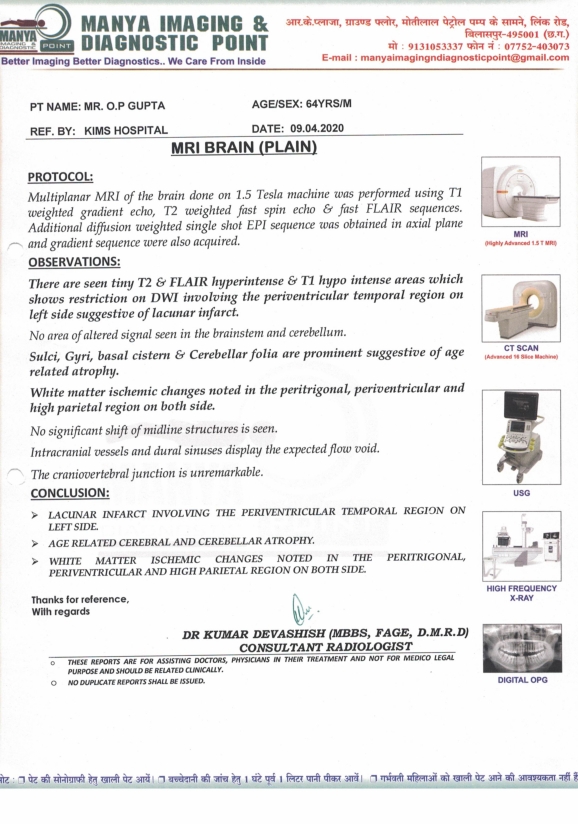 MANYA IMAGING &
DIAGNOSTIC POINT
MANYA
IMAGING &
DIAGNOSTIC
POINT
Better Imaging Better Diagnostics.. We Care From Inside
आर.के.प्लाजा, ग्राउण्ड फ्लोर, मोतीलाल पेट्रोल पम्प के सामने, लिंक रोड,
बिलासपुर-495001 (छ.ग.)
मो : 9131053337 फोन नं : 07752-403073
E-mail : manyaimagingndiagnosticpoint@gmail.com
PT NAME: MR. O.P GUPTA AGE/SEX: 64YRS/M
REF. BY: KIMS HOSPITAL DATE: 09.04.2020
MRI BRAIN (PLAIN)
PROTOCOL:
Multiplanar MRI of the brain done on 1.5 Tesla machine was performed using T1
weighted gradient echo, T2 weighted fast spin echo & fast FLAIR sequences.
Additional diffusion weighted single shot EPI sequence was obtained in axial plane
and gradient sequence were also acquired.
OBSERVATIONS:
There are seen tiny T2 & FLAIR hyperintense & T1 hypo intense areas which
shows restriction on DWI involving the periventricular temporal region on
left side suggestive of lacunar infarct.
No area of altered signal seen in the brainstem and cerebellum.
Sulci, Gyri, basal cistern & Cerebellar folia are prominent suggestive of age
related atrophy.
White matter ischemic changes noted in the peritrigonal, periventricular and
high parietal region on both side.
No significant shift of midline structures is seen.
Intracranial vessels and dural sinuses display the expected flow void.
The craniovertebral junction is unremarkable.
CONCLUSION:
➢ LACUNAR INFARCT INVOLVING THE PERIVENTRICULAR TEMPORAL REGION ON
LEFT SIDE.
➢ AGE RELATED CEREBRAL AND CEREBELLAR ATROPHY.
➢ WHITE MATTER ISCHEMIC CHANGES NOTED IN THE PERITRIGONAL,
PERIVENTRICULAR AND HIGH PARIETAL REGION ON BOTH SIDE.
Thanks for reference,
With regards
DR KUMAR DEVASHISH (MBBS, FAGE, D.M.R.D)
CONSULTANT RADIOLOGIST
o THESE REPORTS ARE FOR ASSISTING DOCTORS, PHYSICIANS IN THEIR TREATMENT AND NOT FOR MEDICO LEGAL
PURPOSE AND SHOULD BE RELATED CLINICALLY.
o NO DUPLICATE REPORTS SHALL BE ISSUED.
MRI
(Highly Advanced 1.5 T MRI)
CT SCAN
(Advanced 16 Slice Machine)
USG
HIGH FREQUENCY
X-RAY
DIGITAL OPG
नोट : पेट की सोनोग्राफी हेतु खाली पेट आयें। बच्चेदानी की जांच हेतु 1 घंटे पूर्व 1 लिटर पानी पीकर आयें। गर्भवती महिलाओं को खाली पेट आने की आवश्यकता नहीं